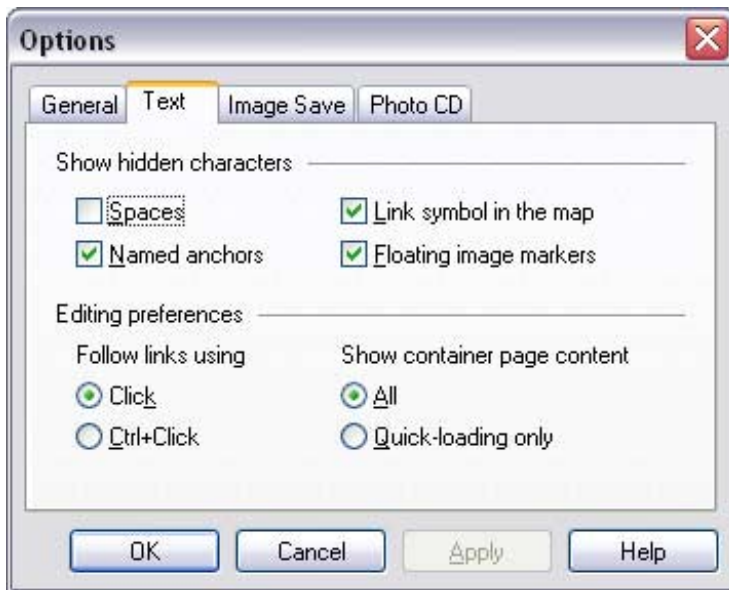 Options
General Text Image Save Photo CD
Show hidden characters
Spaces Link symbol in the map
Named anchors Floating image markers
Editing preferences
Follow links using Show container page content
Click All
Ctrl+Click Quick-loading only
OK Cancel Apply Help